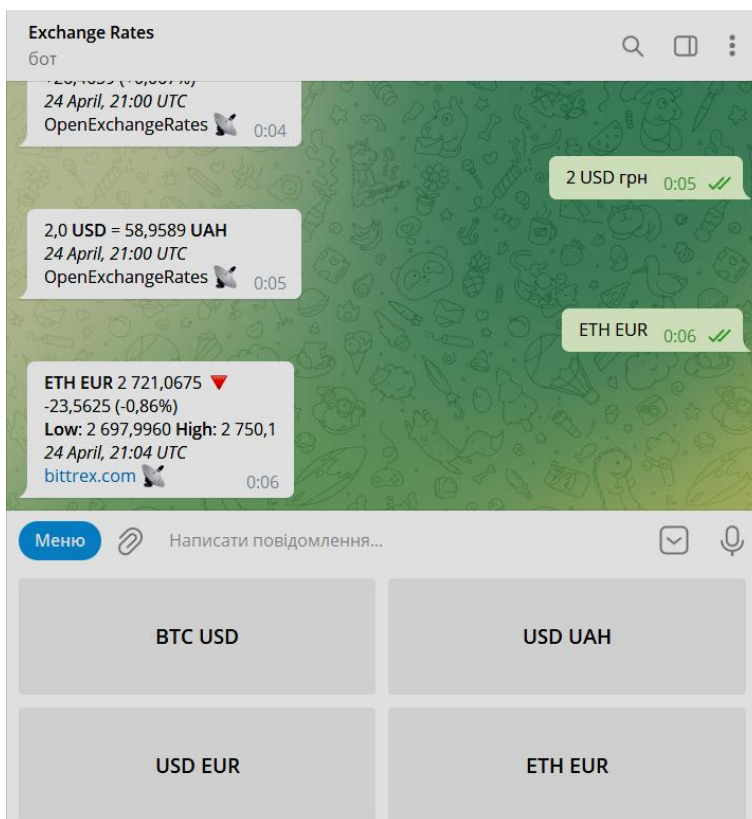 Exchange Rates
бот
24 April, 21:00 UTC
OpenExchangeRates 0:04
2 USD грн 0:05
2,0 USD = 58,9589 UAH
24 April, 21:00 UTC
OpenExchangeRates 0:05
ETH EUR 0:06
ETH EUR 2 721,0675
-23,5625 (-0,86%)
Low: 2 697,9960 High: 2 750,1
24 April, 21:04 UTC
bittrex.com 0:06
Меню Написати повідомлення...
BTC USD USD UAH
USD EUR ETH EUR